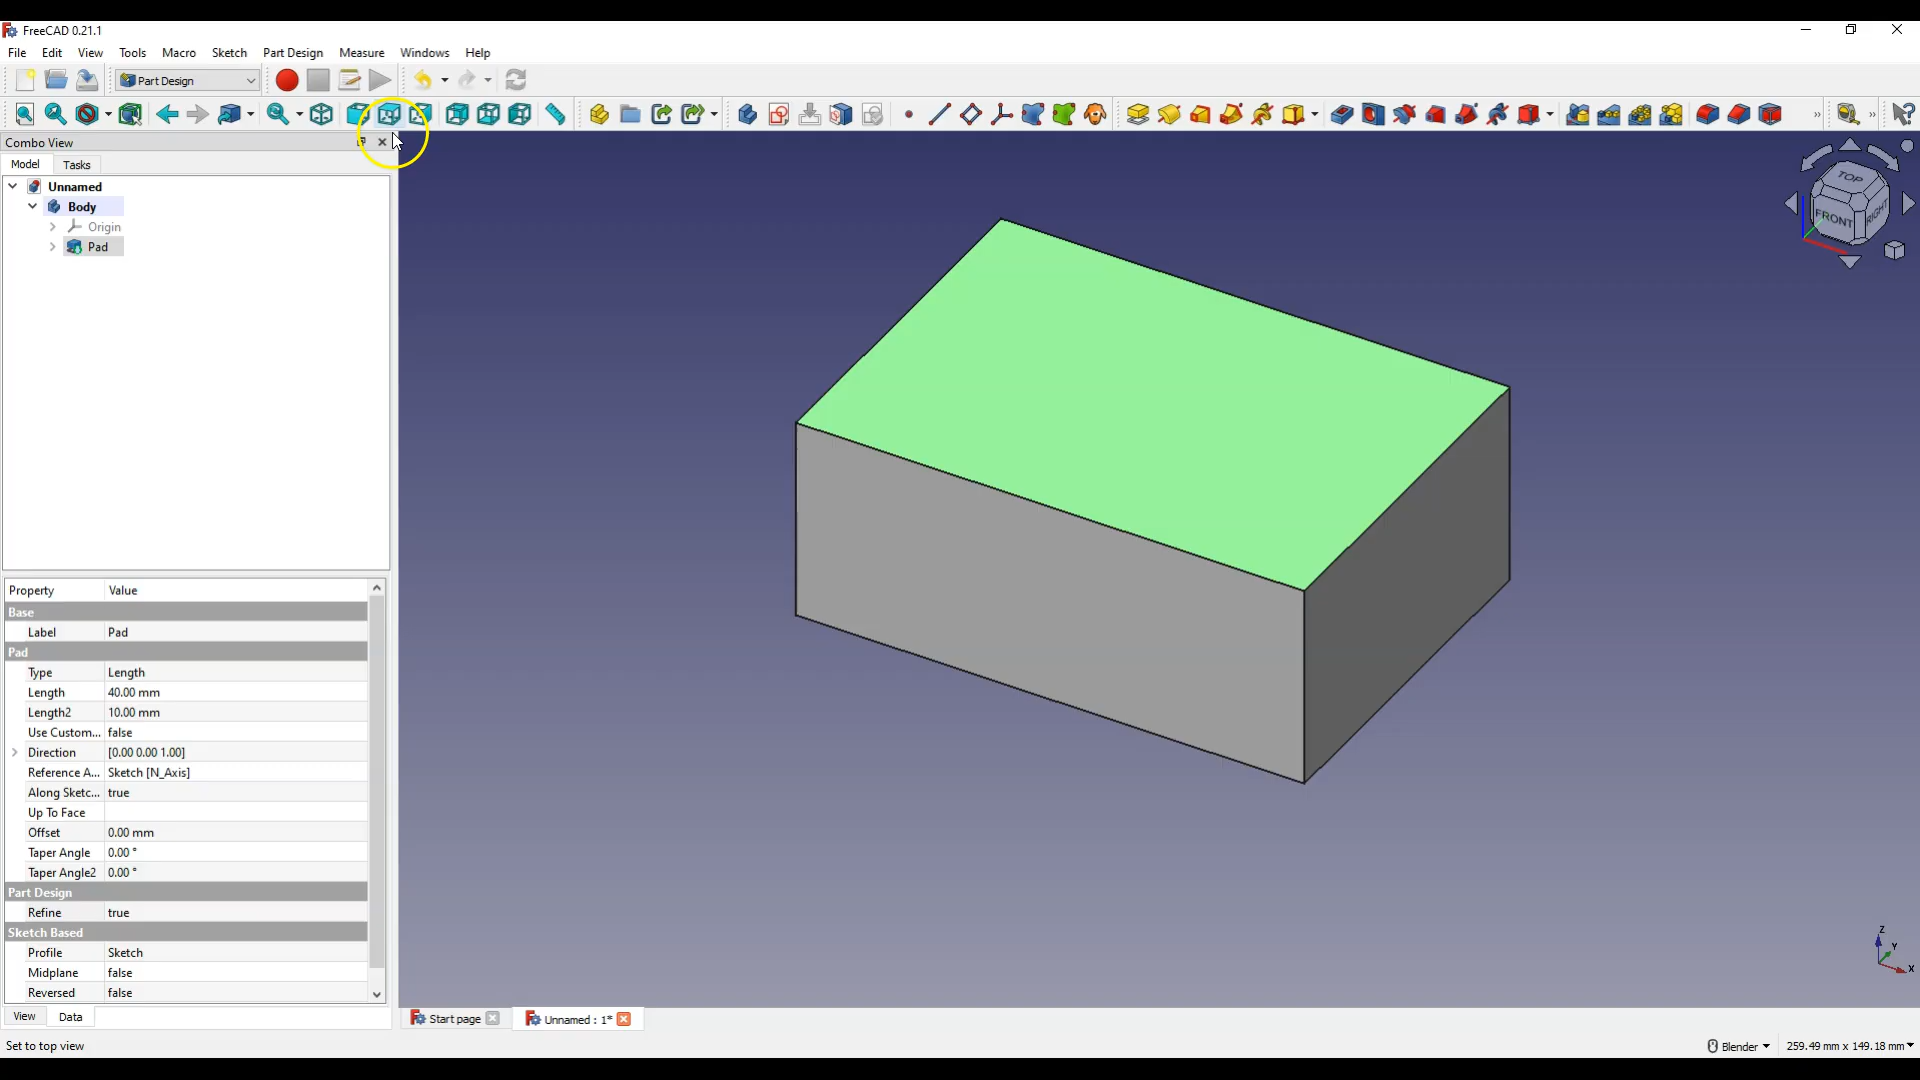 FreeCAD 0.21.1
File Edit View Tools Macro Sketch Part Design Measure Windows Help
Part Design
Combo View
Model Tasks
Unnamed
Body
Origin
Pad
TOP
FRONT RIGHT
Property Value
Base
Label Pad
Pad
Type Length
Length 40.00 mm
Length2 10.00 mm
Use Custom... false
Direction [0.00 0.00 1.00]
Reference A... Sketch [N_Axis]
Along Sketc... true
Up To Face
Offset 0.00 mm
Taper Angle 0.00 °
Taper Angle2 0.00 °
Part Design
Refine true
Sketch Based
Profile Sketch
Midplane false
Reversed false
Z
Y
X
View Data
Start page Unnamed : 1*
Set to top view
Blender 259.49 mm x 149.18 mm